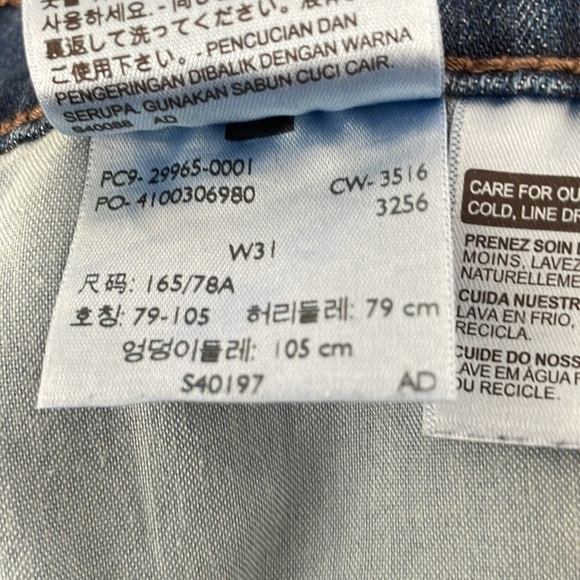 사용하세요.
裏返して洗ってください。
ご使用下さい。- PENCUCIAN DAN
PENGERINGAN DIBALIK DENGAN WARNA
SERUPA. GUNAKAN SABUN CUCI CAIR.
S40088 AD
PC9- 29965-0001
PO- 4100306980
CW- 3516
3256
W31
尺码: 165/78A
호칭: 79-105 허리둘레: 79 cm
엉덩이둘레: 105 cm
S40197 AD
CARE FOR OU
COLD, LINE DR
PRENEZ SOIN
MOINS, LAVEZ
NATURELLEME
CUIDA NUESTR
LAVA EN FRIO,
RECICLA.
CUIDE DO NOSS
LAVE EM ÁGUA F
OU RECICLE.